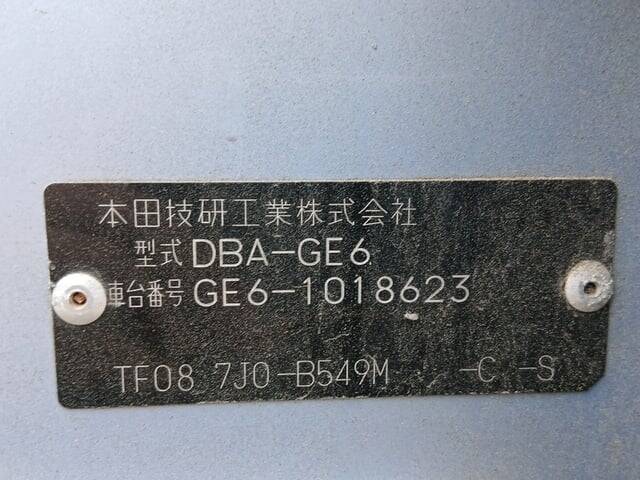 本田技研工業株式会社
型式 DBA-GE6
車台番号 GE6-1018623
TF08 7J0-B549M -C -S